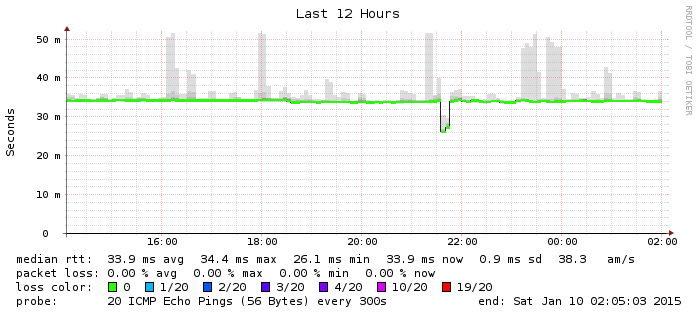 Last 12 Hours
RRDTOOL / TOBI OETIKER
Seconds
50 m
40 m
30 m
20 m
10 m
0
16:00 18:00 20:00 22:00 00:00 02:00
median rtt: 33.9 ms avg 34.4 ms max 26.1 ms min 33.9 ms now 0.9 ms sd 38.3 am/s
packet loss: 0.00 % avg 0.00 % max 0.00 % min 0.00 % now
loss color: 0 1/20 2/20 3/20 4/20 10/20 19/20
probe: 20 ICMP Echo Pings (56 Bytes) every 300s end: Sat Jan 10 02:05:03 2015